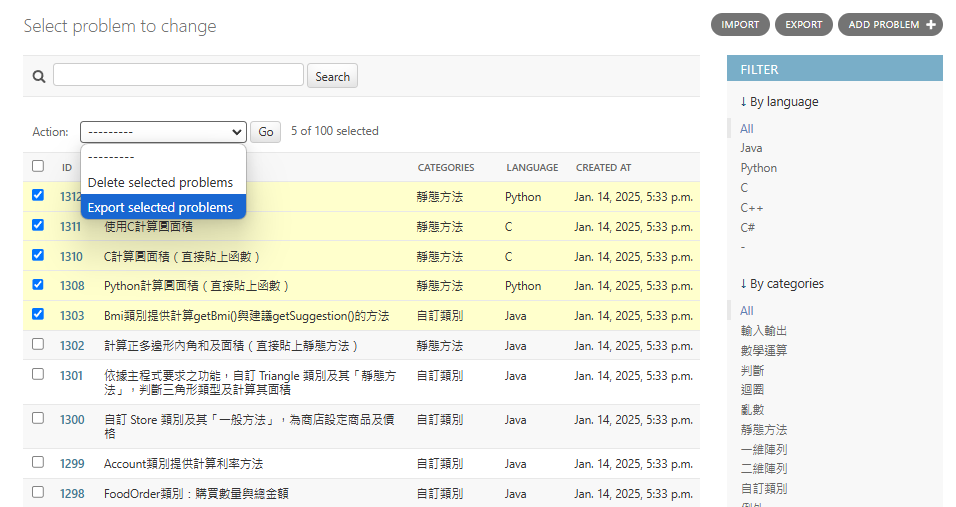 Select problem to change
IMPORT
EXPORT
ADD PROBLEM
Search
Action:
---------
Go
5 of 100 selected
---------
Delete selected problems
Export selected problems
ID
CATEGORIES
LANGUAGE
CREATED AT
1312
靜態方法
Python
Jan. 14, 2025, 5:33 p.m.
1311
使用C計算圓面積
靜態方法
C
Jan. 14, 2025, 5:33 p.m.
1310
C計算圓面積（直接貼上函數）
靜態方法
C
Jan. 14, 2025, 5:33 p.m.
1308
Python計算圓面積（直接貼上函數）
靜態方法
Python
Jan. 14, 2025, 5:33 p.m.
1303
Bmi類別提供計算getBmi()與建議getSuggestion()的方法
自訂類別
Java
Jan. 14, 2025, 5:33 p.m.
1302
計算正多邊形內角和及面積（直接貼上靜態方法）
靜態方法
Java
Jan. 14, 2025, 5:33 p.m.
1301
依據主程式要求之功能，自訂 Triangle 類別及其「靜態方
法」，判斷三角形類型及計算其面積
自訂類別
Java
Jan. 14, 2025, 5:33 p.m.
1300
自訂 Store 類別及其「一般方法」，為商店設定商品及價
格
自訂類別
Java
Jan. 14, 2025, 5:33 p.m.
1299
Account類別提供計算利率方法
自訂類別
Java
Jan. 14, 2025, 5:33 p.m.
1298
FoodOrder類別：購買數量與總金額
自訂類別
Java
Jan. 14, 2025, 5:33 p.m.
FILTER
↓ By language
All
Java
Python
C
C++
C#
-
↓ By categories
All
輸入輸出
數學運算
判斷
迴圈
亂數
靜態方法
一維陣列
二維陣列
自訂類別